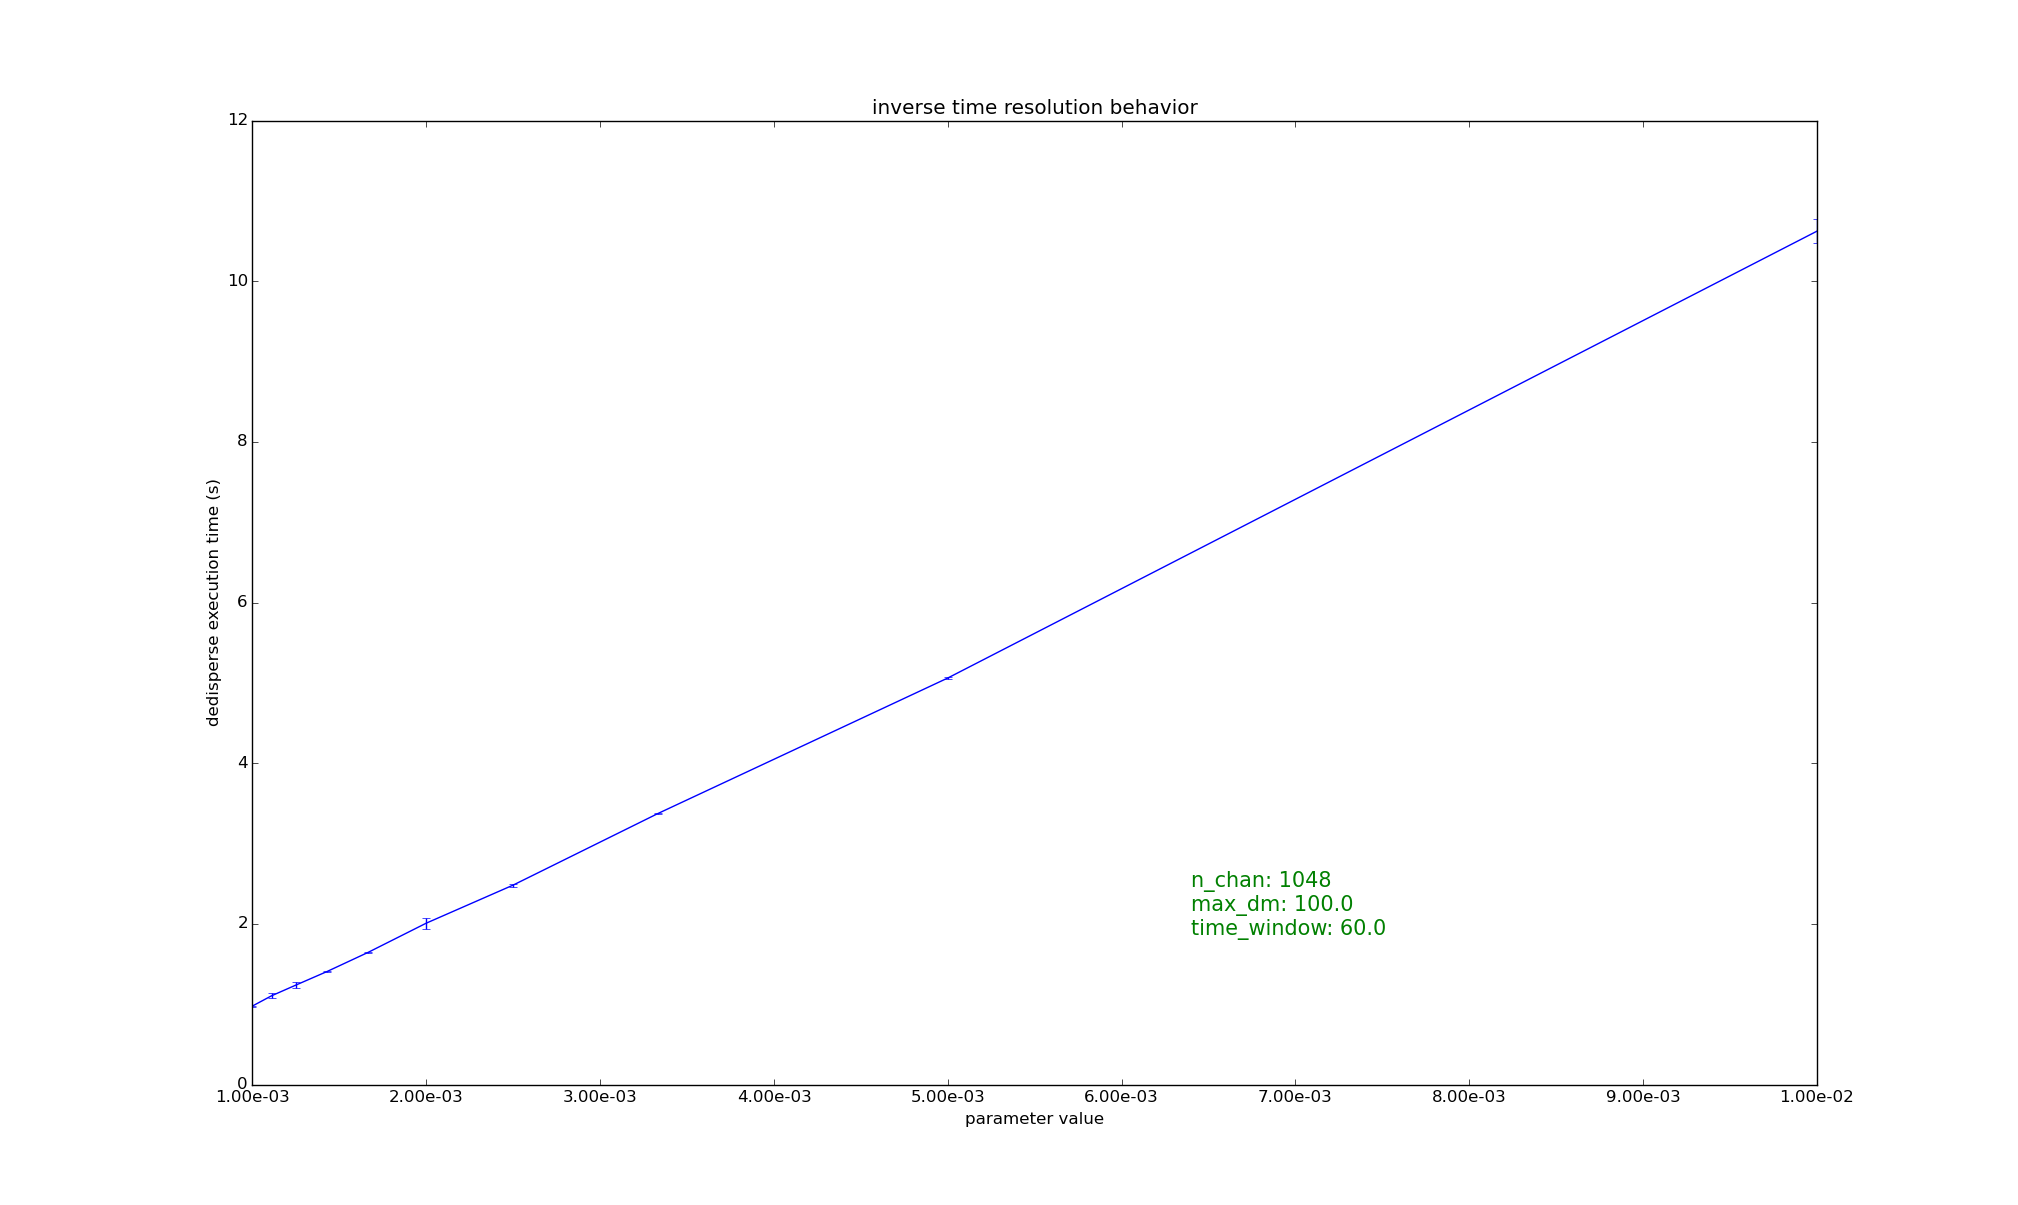 inverse time resolution behavior
12
10
8
6
4
2
0
dedisperse execution time (s)
n_chan: 1048
max_dm: 100.0
time_window: 60.0
1.00e-03 2.00e-03 3.00e-03 4.00e-03 5.00e-03 6.00e-03 7.00e-03 8.00e-03 9.00e-03 1.00e-02
parameter value